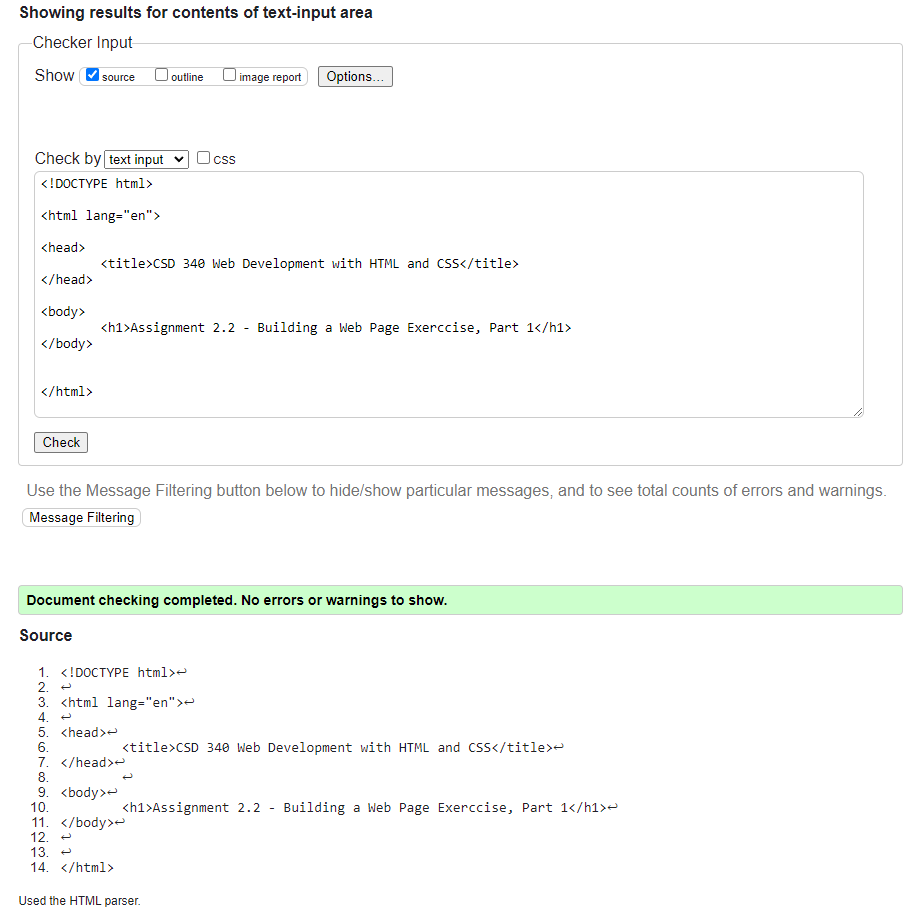 Showing results for contents of text-input area
Checker Input
Show source outline image report Options...
Check by text input css
<!DOCTYPE html>
<html lang="en">
<head>
<title>CSD 340 Web Development with HTML and CSS</title>
</head>
<body>
<h1>Assignment 2.2 - Building a Web Page Exerccise, Part 1</h1>
</body>
</html>
Check
Use the Message Filtering button below to hide/show particular messages, and to see total counts of errors and warnings.
Message Filtering
Document checking completed. No errors or warnings to show.
Source
1. <!DOCTYPE html>↩
2. ↩
3. <html lang="en">↩
4. ↩
5. <head>↩
6. <title>CSD 340 Web Development with HTML and CSS</title>↩
7. </head>↩
8. ↩
9. <body>↩
10. <h1>Assignment 2.2 - Building a Web Page Exerccise, Part 1</h1>↩
11. </body>↩
12. ↩
13. ↩
14. </html>
Used the HTML parser.